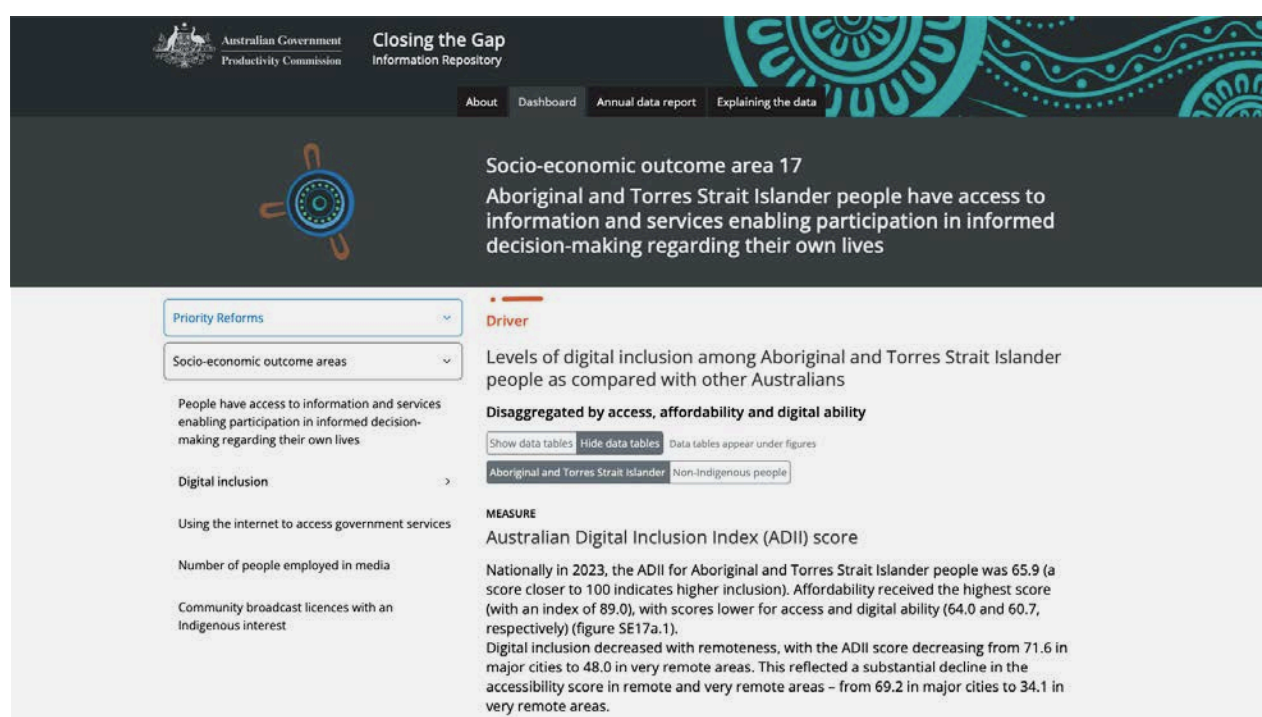 Australian Government
Productivity Commission
Closing the Gap
Information Repository
About Dashboard Annual data report Explaining the data
Socio-economic outcome area 17
Aboriginal and Torres Strait Islander people have access to
information and services enabling participation in informed
decision-making regarding their own lives
Priority Reforms
Socio-economic outcome areas
People have access to information and services
enabling participation in informed decision-
making regarding their own lives
Digital inclusion
Using the internet to access government services
Number of people employed in media
Community broadcast licences with an
Indigenous interest
Driver
Levels of digital inclusion among Aboriginal and Torres Strait Islander
people as compared with other Australians
Disaggregated by access, affordability and digital ability
Show data tables Hide data tables Data tables appear under figures
Aboriginal and Torres Strait Islander Non-Indigenous people
MEASURE
Australian Digital Inclusion Index (ADII) score
Nationally in 2023, the ADII for Aboriginal and Torres Strait Islander people was 65.9 (a
score closer to 100 indicates higher inclusion). Affordability received the highest score
(with an index of 89.0), with scores lower for access and digital ability (64.0 and 60.7,
respectively) (figure SE17a.1).
Digital inclusion decreased with remoteness, with the ADII score decreasing from 71.6 in
major cities to 48.0 in very remote areas. This reflected a substantial decline in the
accessibility score in remote and very remote areas – from 69.2 in major cities to 34.1 in
very remote areas.